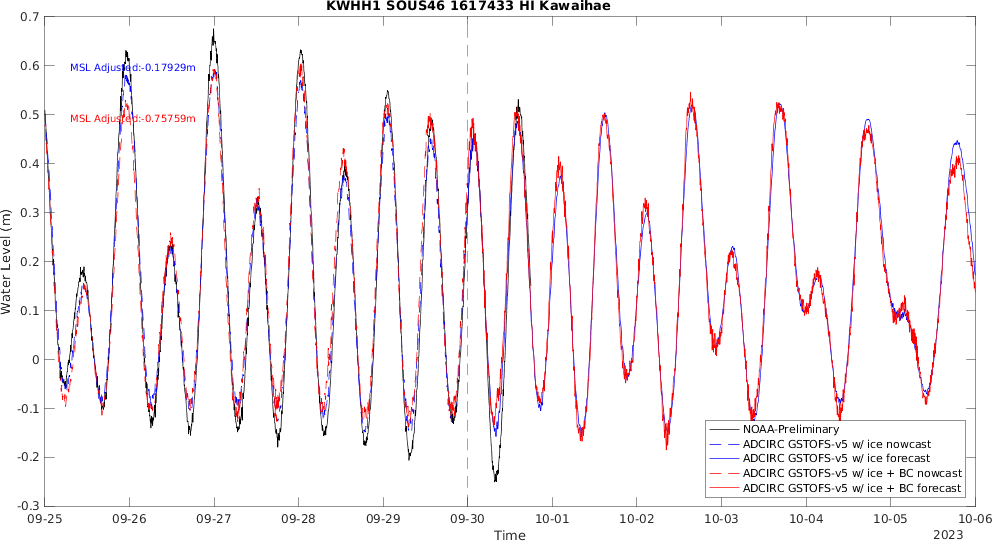 KWHH1 SOUS46 1617433 HI Kawaihae
0.7
0.6
0.5
0.4
0.3
0.2
0.1
0
-0.1
-0.2
-0.3
Water Level (m)
MSL Adjusted:-0.17929m
MSL Adjusted:-0.75759m
NOAA-Preliminary
ADCIRC GSTOFS-v5 w/ ice nowcast
ADCIRC GSTOFS-v5 w/ ice forecast
ADCIRC GSTOFS-v5 w/ ice + BC nowcast
ADCIRC GSTOFS-v5 w/ ice + BC forecast
09-25 09-26 09-27 09-28 09-29 09-30 10-01 10-02 10-03 10-04 10-05 10-06
Time
2023